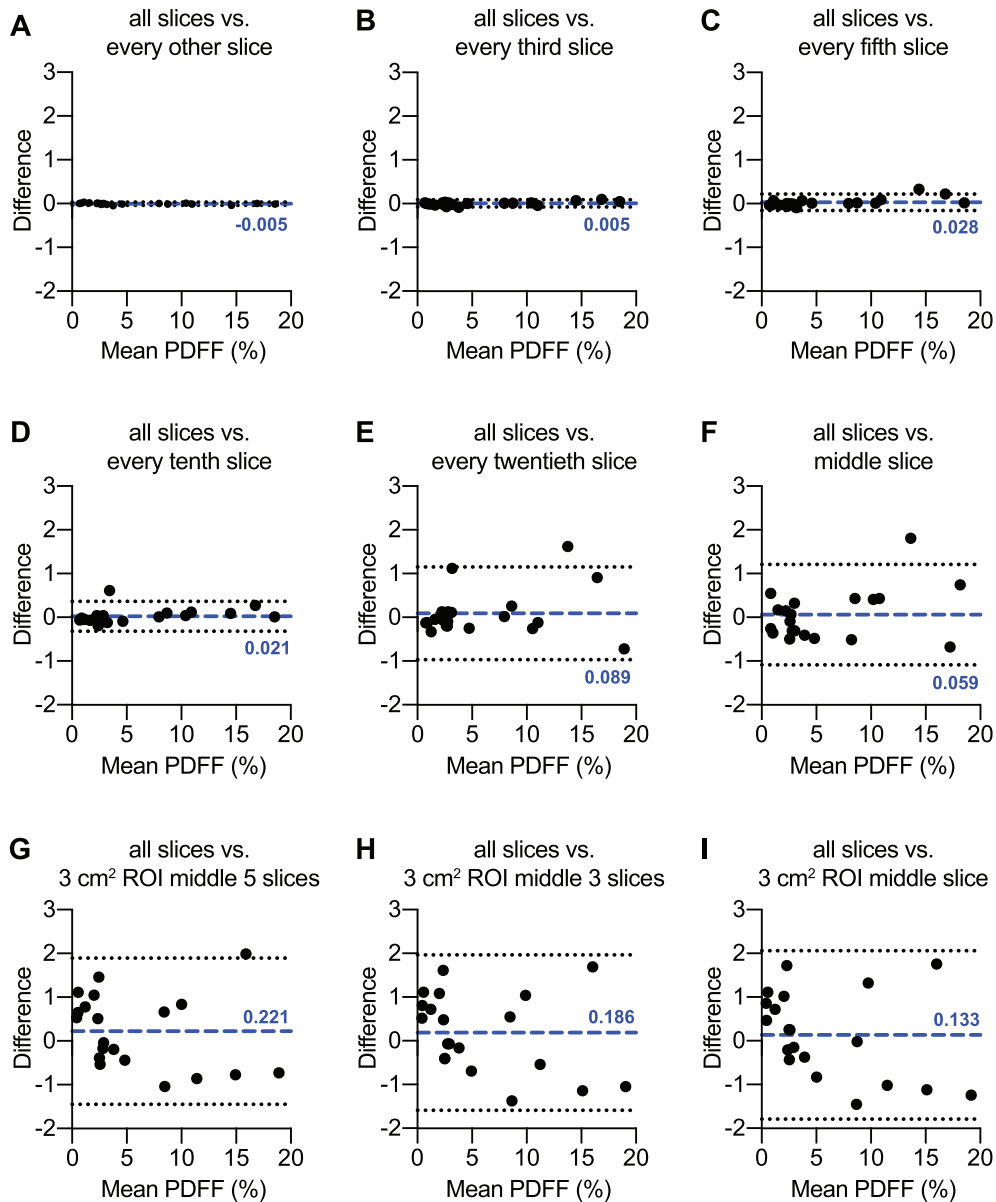 A
all slices vs.
every other slice
3
2
1
0
-1
-2
Difference
-0.005
0 5 10 15 20
Mean PDFF (%)
B
all slices vs.
every third slice
3
2
1
0
-1
-2
Difference
0.005
0 5 10 15 20
Mean PDFF (%)
C
all slices vs.
every fifth slice
3
2
1
0
-1
-2
Difference
0.028
0 5 10 15 20
Mean PDFF (%)
D
all slices vs.
every tenth slice
3
2
1
0
-1
-2
Difference
0.021
0 5 10 15 20
Mean PDFF (%)
E
all slices vs.
every twentieth slice
3
2
1
0
-1
-2
Difference
0.089
0 5 10 15 20
Mean PDFF (%)
F
all slices vs.
middle slice
3
2
1
0
-1
-2
Difference
0.059
0 5 10 15 20
Mean PDFF (%)
G
all slices vs.
3 cm² ROI middle 5 slices
3
2
1
0
-1
-2
Difference
0.221
0 5 10 15 20
Mean PDFF (%)
H
all slices vs.
3 cm² ROI middle 3 slices
3
2
1
0
-1
-2
Difference
0.186
0 5 10 15 20
Mean PDFF (%)
I
all slices vs.
3 cm² ROI middle slice
3
2
1
0
-1
-2
Difference
0.133
0 5 10 15 20
Mean PDFF (%)